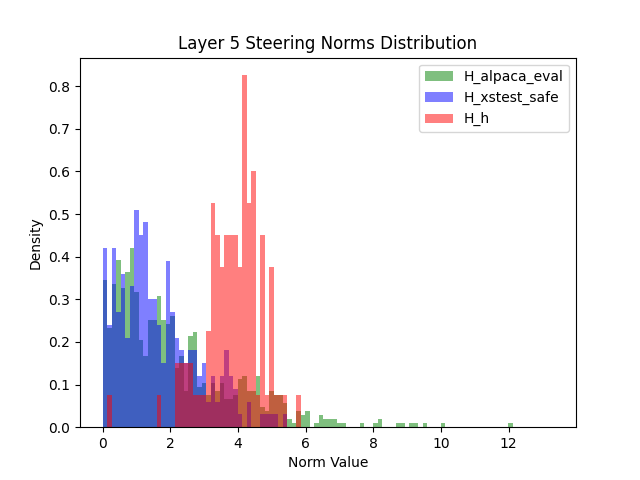 Layer 5 Steering Norms Distribution
H_alpaca_eval
H_xstest_safe
H_h
Density
0.8
0.7
0.6
0.5
0.4
0.3
0.2
0.1
0.0
0 2 4 6 8 10 12
Norm Value